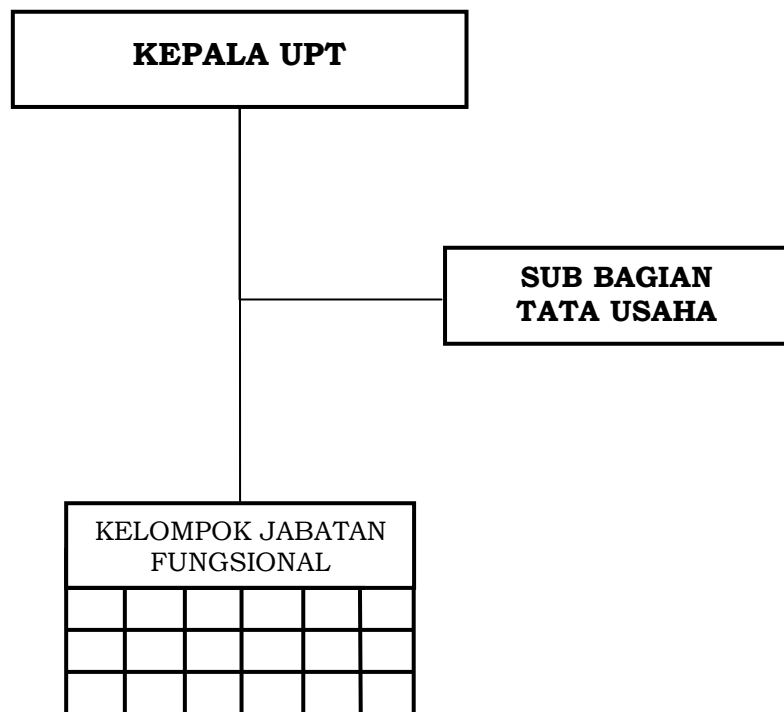 KEPALA UPT
SUB BAGIAN
TATA USAHA
KELOMPOK JABATAN
FUNGSIONAL